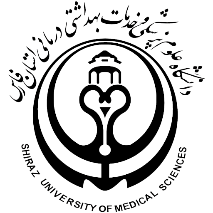 دانشگاه علوم پزشکی و خدمات بهداشتی درمانی استان فارس
SHIRAZ UNIVERSITY OF MEDICAL SCIENCES